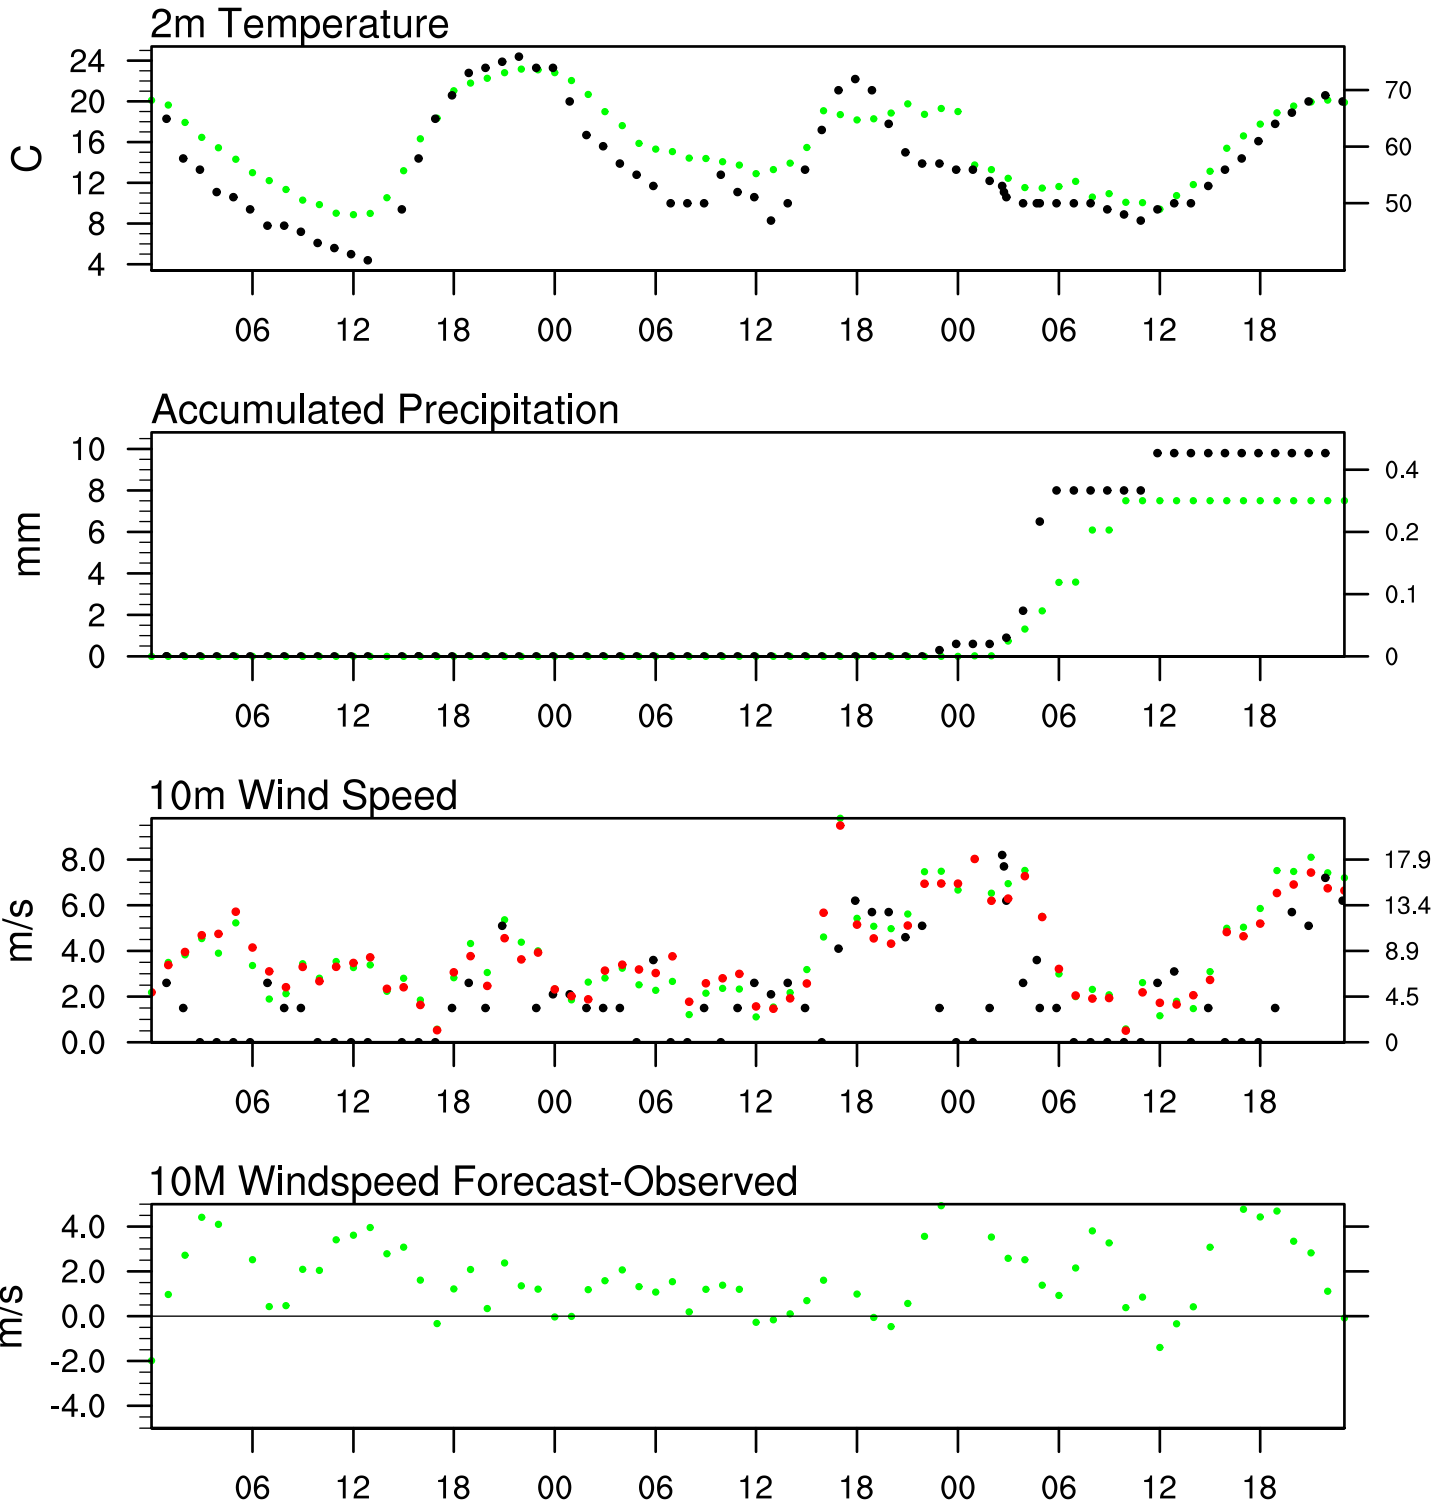 2m Temperature
24
20
16
12
8
4
C
70
60
50
06 12 18 00 06 12 18 00 06 12 18
Accumulated Precipitation
10
8
6
4
2
0
mm
0.4
0.2
0.1
0
06 12 18 00 06 12 18 00 06 12 18
10m Wind Speed
8.0
6.0
4.0
2.0
0.0
m/s
17.9
13.4
8.9
4.5
0
06 12 18 00 06 12 18 00 06 12 18
10M Windspeed Forecast-Observed
4.0
2.0
0.0
-2.0
-4.0
m/s
06 12 18 00 06 12 18 00 06 12 18